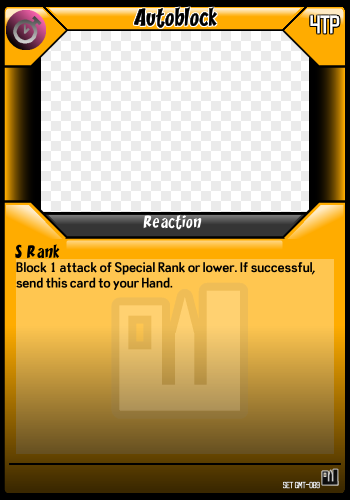 Autoblock
4TP
Reaction
S Rank
Block 1 attack of Special Rank or lower. If successful,
send this card to your Hand.
SET GMT-089